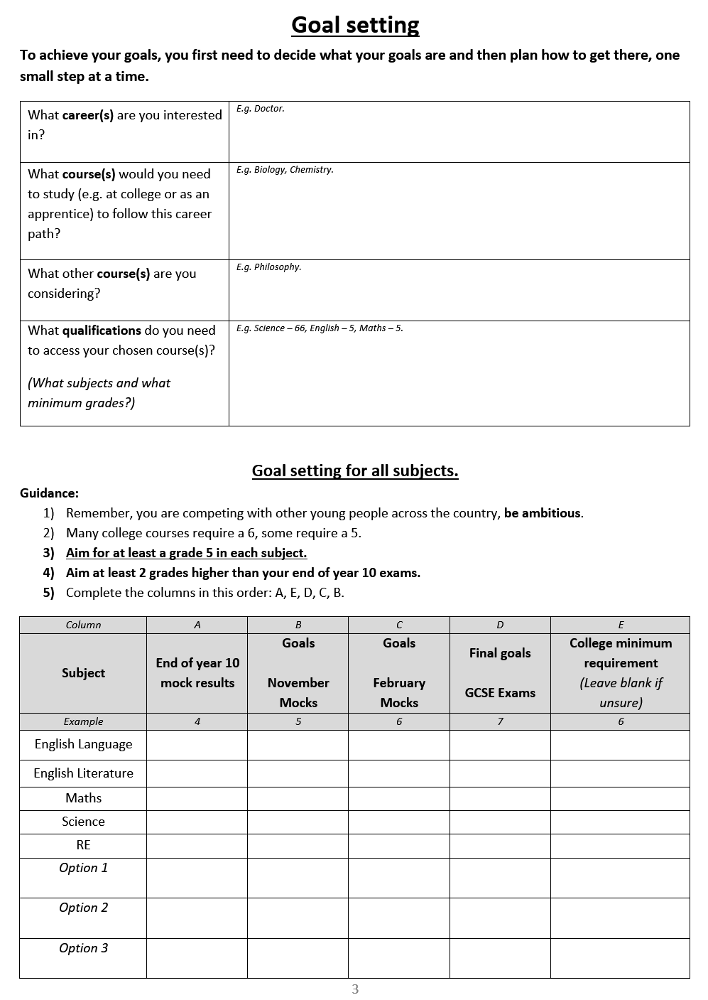 Goal setting
To achieve your goals, you first need to decide what your goals are and then plan how to get there, one
small step at a time.
What career(s) are you interested
in?
E.g. Doctor.
What course(s) would you need
to study (e.g. at college or as an
apprentice) to follow this career
path?
E.g. Biology, Chemistry.
What other course(s) are you
considering?
E.g. Philosophy.
What qualifications do you need
to access your chosen course(s)?
(What subjects and what
minimum grades?)
E.g. Science – 66, English – 5, Maths – 5.
Goal setting for all subjects.
Guidance:
1) Remember, you are competing with other young people across the country, be ambitious.
2) Many college courses require a 6, some require a 5.
3) Aim for at least a grade 5 in each subject.
4) Aim at least 2 grades higher than your end of year 10 exams.
5) Complete the columns in this order: A, E, D, C, B.
Column A B C D E
Subject
End of year 10
mock results
Goals
November
Mocks
Goals
February
Mocks
Final goals
GCSE Exams
College minimum
requirement
(Leave blank if
unsure)
Example 4 5 6 7 6
English Language
English Literature
Maths
Science
RE
Option 1
Option 2
Option 3
3